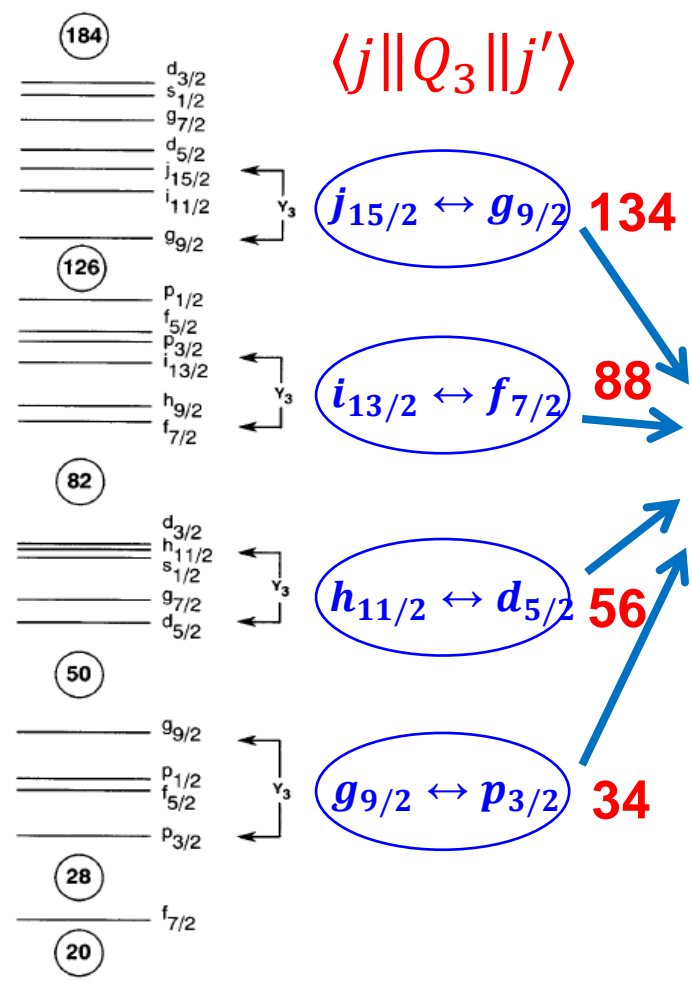 184
⟨j‖Q₃‖j′⟩
d3/2
s1/2
g7/2
d5/2
j15/2
i11/2
Y3
g9/2
j15/2 ↔ g9/2
134
126
p1/2
f5/2
p3/2
i13/2
h9/2
Y3
f7/2
i13/2 ↔ f7/2
88
82
d3/2
h11/2
s1/2
g7/2
Y3
d5/2
h11/2 ↔ d5/2
56
50
g9/2
p1/2
f5/2
Y3
p3/2
g9/2 ↔ p3/2
34
28
f7/2
20